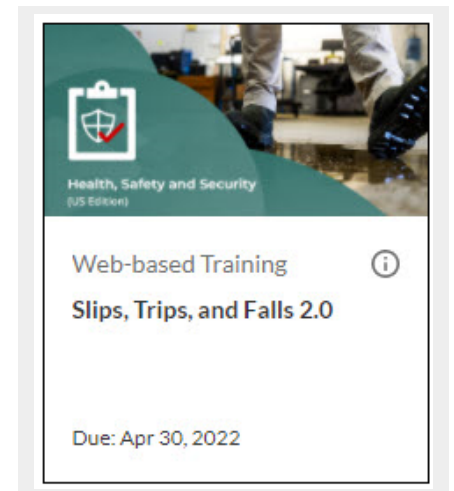 Health, Safety and Security
(US Edition)
Web-based Training
Slips, Trips, and Falls 2.0
Due: Apr 30, 2022